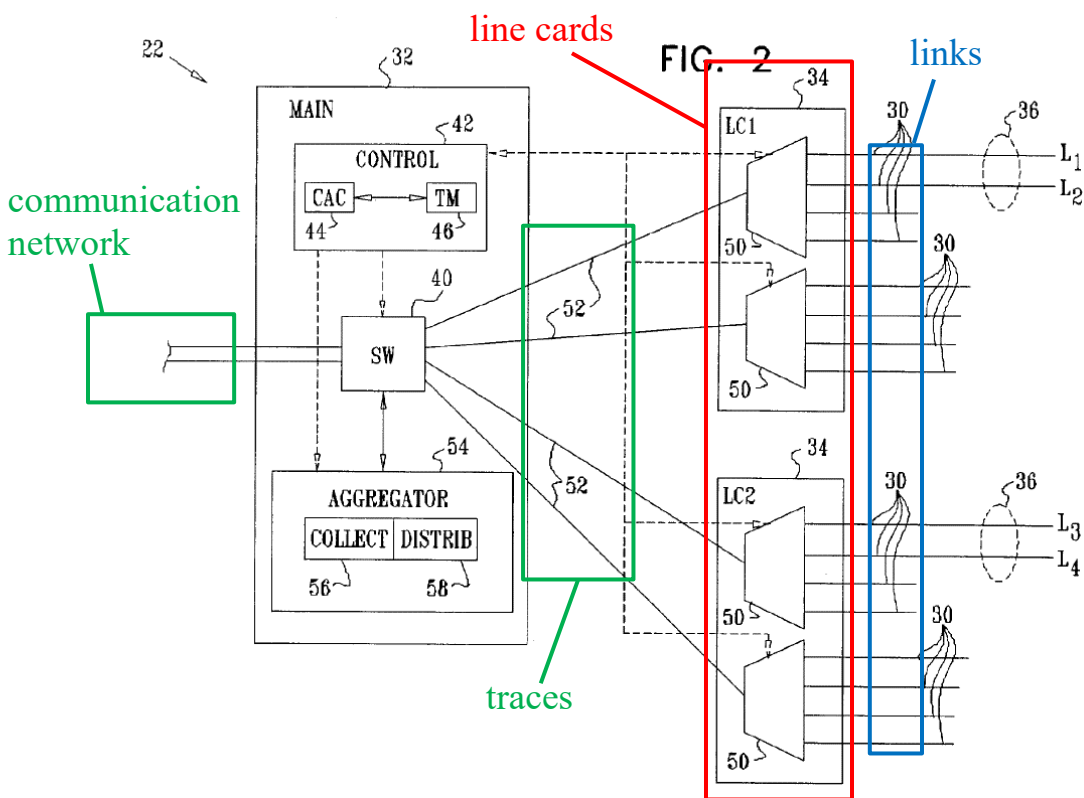 line cards
FIG. 2
links
22
32
34
30
36
MAIN
42
LC1
CONTROL
L1
CAC
TM
L2
communication
network
44
46
50
30
40
52
SW
52
50
54
34
52
30
36
AGGREGATOR
LC2
L3
COLLECT
DISTRIB
L4
56
58
50
30
traces
50